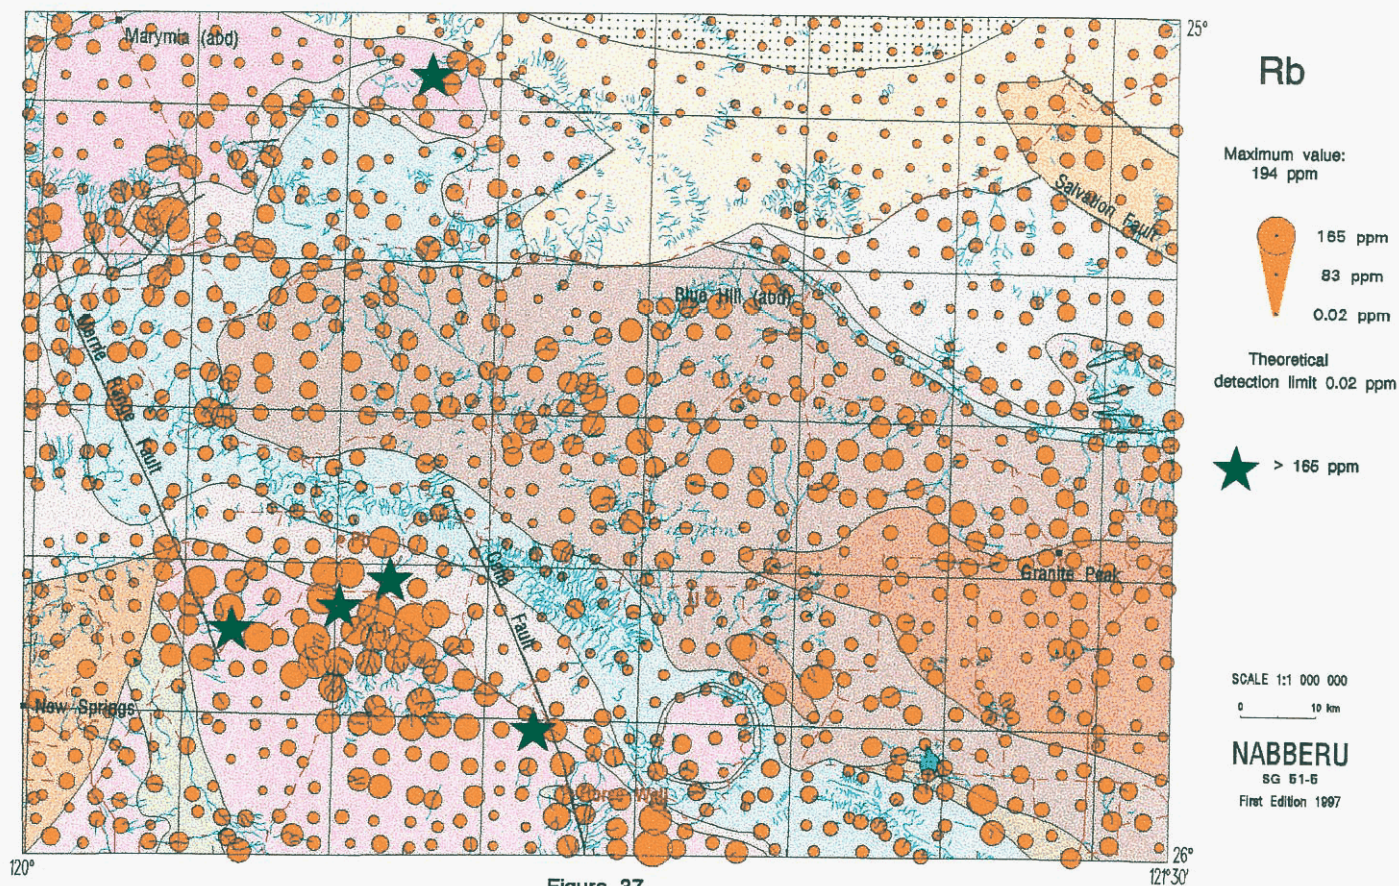 25°
Marymia (abd)
Rb
Maximum value:
194 ppm
Salvation Fault
165 ppm
83 ppm
0.02 ppm
Blue Hill (abd)
Theoretical
detection limit 0.02 ppm
Range
Fault
> 165 ppm
Fault
Granite Peak
New Springs
SCALE 1:1 000 000
0 10 km
NABBERU
SG 51-5
First Edition 1997
120°
26°
121°30'
Figure 37